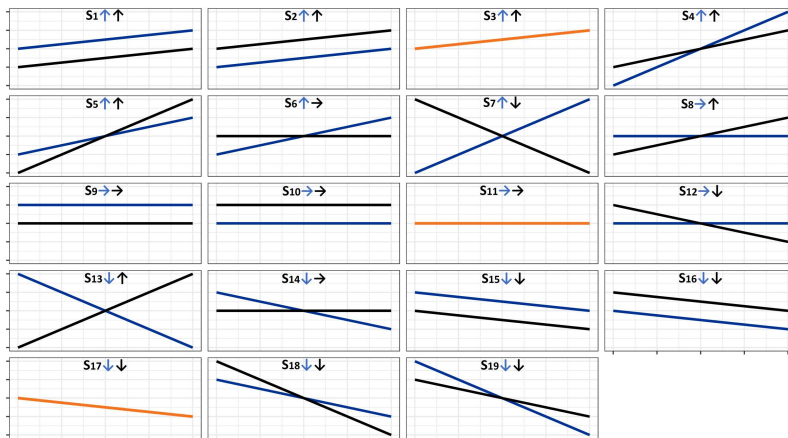 S1↑↑
S2↑↑
S3↑↑
S4↑↑
S5↑↑
S6↑→
S7↑↓
S8→↑
S9→→
S10→→
S11→→
S12→↓
S13↓↑
S14↓→
S15↓↓
S16↓↓
S17↓↓
S18↓↓
S19↓↓